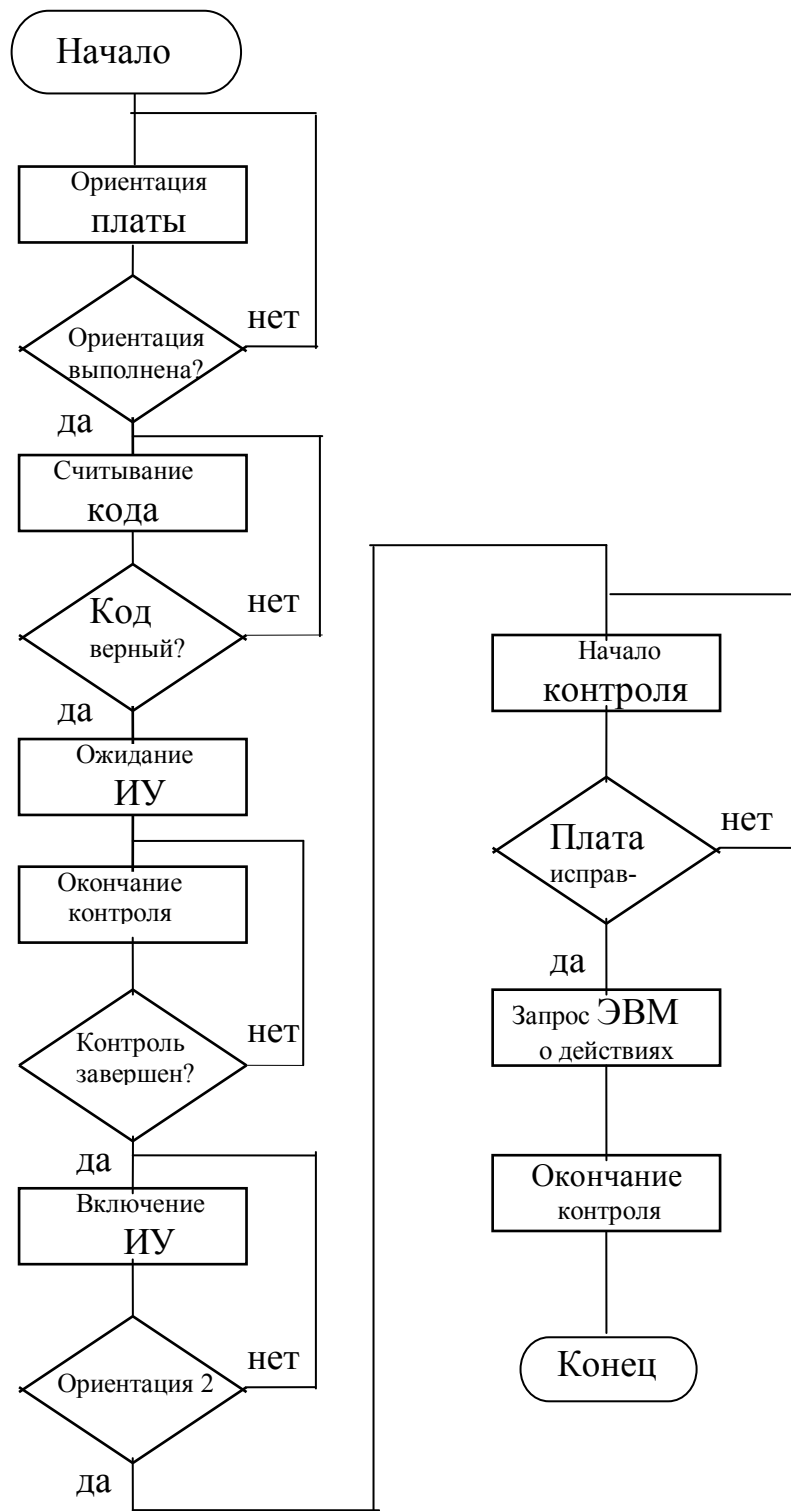 Начало
Ориентация
платы
нет
Ориентация
выполнена?
да
Считывание
кода
нет
Код
верный?
да
Ожидание
ИУ
Окончание
контроля
нет
Контроль
завершен?
да
Включение
ИУ
нет
Ориентация 2
да
Начало
контроля
нет
Плата
исправ-
да
Запрос ЭВМ
о действиях
Окончание
контроля
Конец